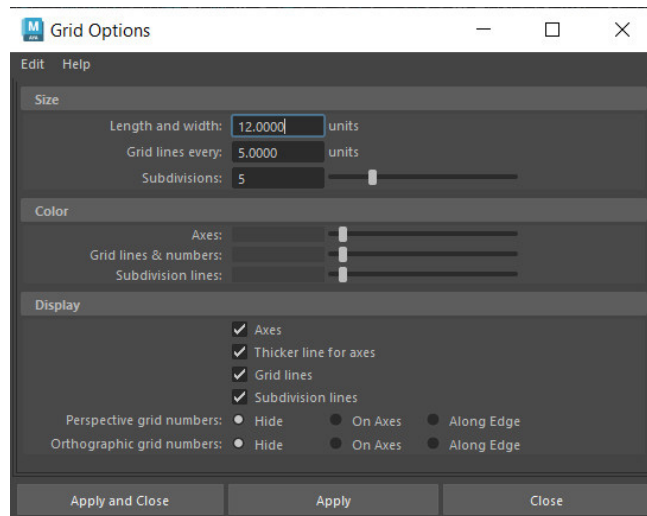 M Grid Options
Edit Help
Size
Length and width: 12.0000 units
Grid lines every: 5.0000 units
Subdivisions: 5
Color
Axes:
Grid lines & numbers:
Subdivision lines:
Display
Axes
Thicker line for axes
Grid lines
Subdivision lines
Perspective grid numbers: Hide On Axes Along Edge
Orthographic grid numbers: Hide On Axes Along Edge
Apply and Close Apply Close